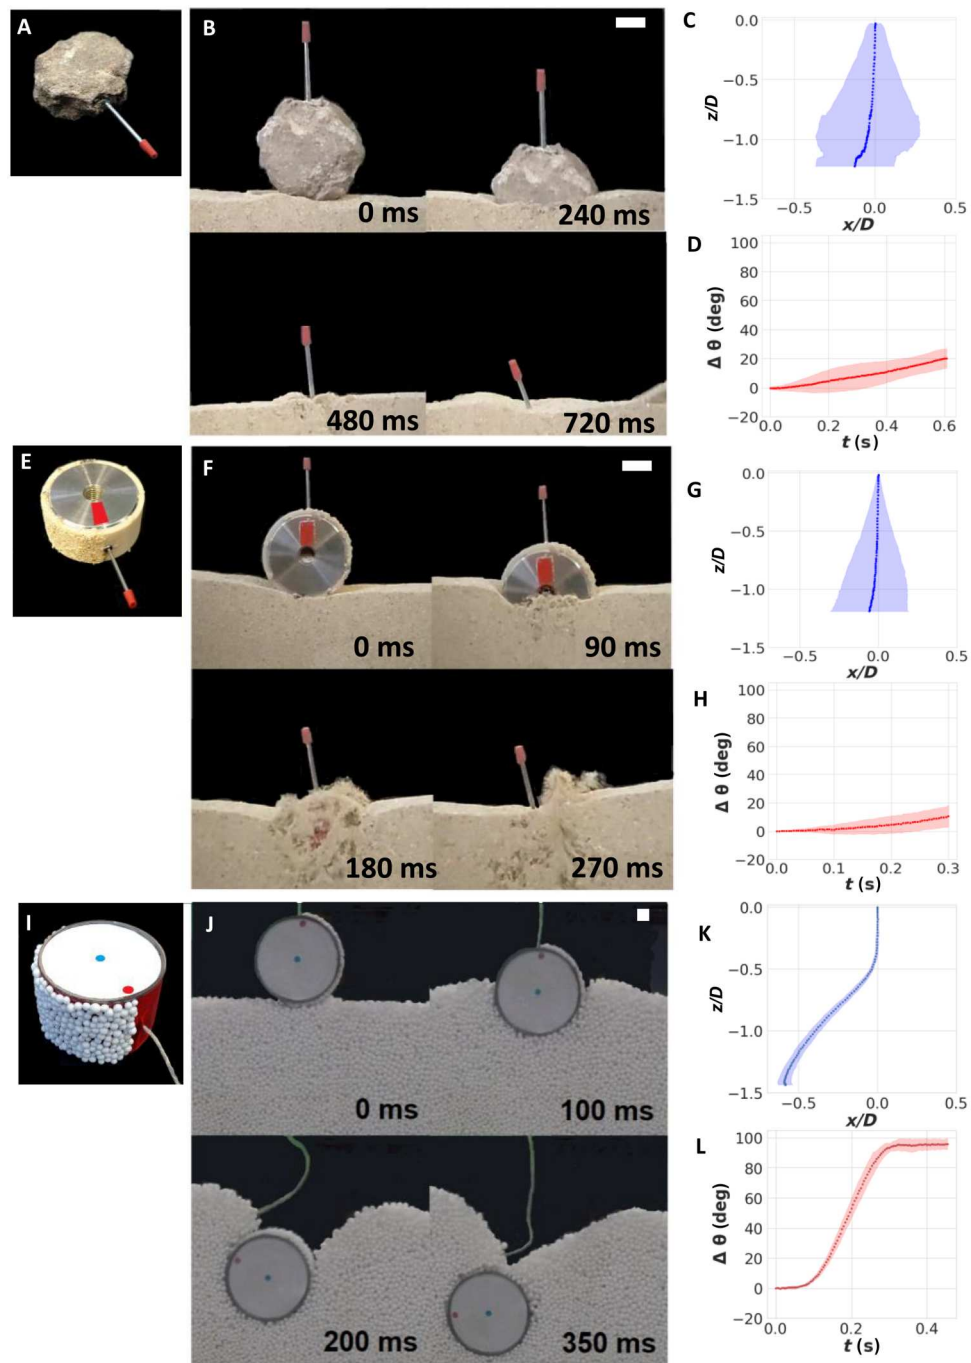 A
B
0 ms
240 ms
480 ms
720 ms
C
0.0
−0.5
−1.0
−1.5
z/D
−0.5
0.0
0.5
x/D
D
100
80
60
40
20
0
−20
Δ θ (deg)
0.0
0.2
0.4
0.6
t (s)
E
F
0 ms
90 ms
180 ms
270 ms
G
0.0
−0.5
−1.0
−1.5
z/D
−0.5
0.0
0.5
x/D
H
100
80
60
40
20
0
−20
Δ θ (deg)
0.0
0.1
0.2
0.3
t (s)
I
J
0 ms
100 ms
200 ms
350 ms
K
0.0
−0.5
−1.0
−1.5
z/D
−0.5
0.0
0.5
x/D
L
100
80
60
40
20
0
−20
Δ θ (deg)
0.0
0.2
0.4
t (s)